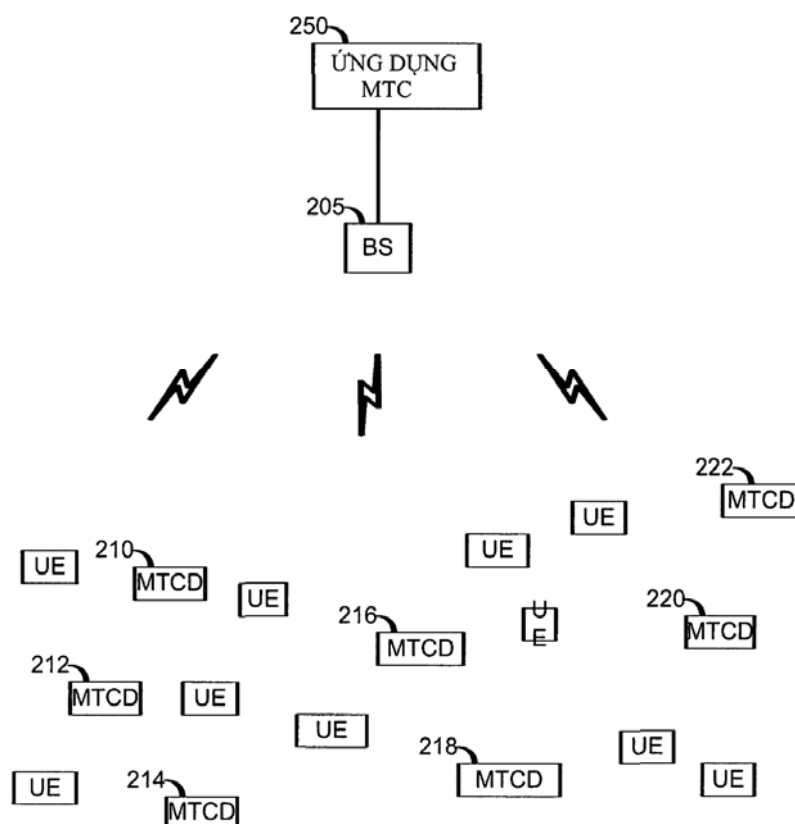 250
ỨNG DỤNG
MTC
205
BS
222
MTCD
UE
UE
210
UE
MTCD
UE
216
MTCD
UE
220
MTCD
212
MTCD
UE
UE
218
MTCD
UE
UE
UE
214
MTCD